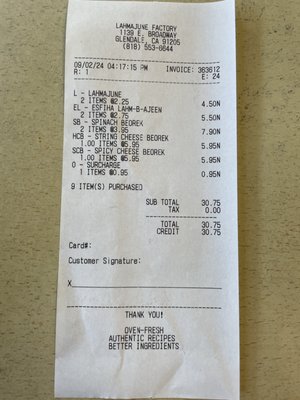 LAHMAJUNE FACTORY
1139 E. BROADWAY
GLENDALE, CA 91205
(818) 553-6644
09/02/24 04:17:15 PM INVOICE: 363612
R: 1 E: 24
L - LAHMAJUNE
2 ITEMS @2.25 4.50N
EL - ESFIHA LAHM-B-AJEEN
2 ITEMS @2.75 5.50N
SB - SPINACH BEOREK
2 ITEMS @3.95 7.90N
HCB - STRING CHEESE BEOREK
1.00 ITEMS @5.95 5.95N
SCB - SPICY CHEESE BEOREK
1.00 ITEMS @5.95 5.95N
0 - SURCHARGE
1 ITEMS @0.95 0.95N
9 ITEM(S) PURCHASED
SUB TOTAL 30.75
TAX 0.00
TOTAL 30.75
CREDIT 30.75
Card#:
Customer Signature:
X
THANK YOU!
OVEN-FRESH
AUTHENTIC RECIPES
BETTER INGREDIENTS